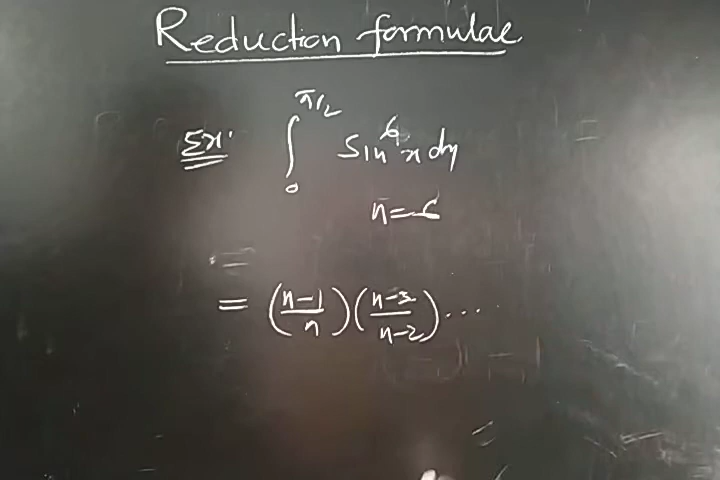 Reduction formulae
Ex. ∫₀^{π/2} sin⁶x dx
n=6
=
= ((n-1)/n)((n-3)/(n-2))....